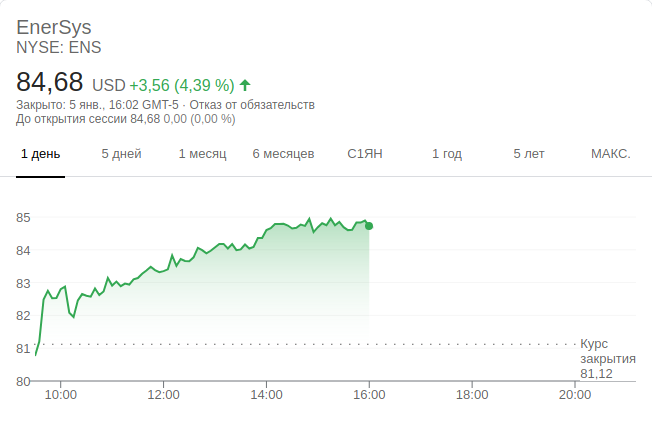 EnerSys
NYSE: ENS
84,68 USD +3,56 (4,39 %)
Закрыто: 5 янв., 16:02 GMT-5 · Отказ от обязательств
До открытия сессии 84,68 0,00 (0,00 %)
1 день 5 дней 1 месяц 6 месяцев С1ЯН 1 год 5 лет МАКС.
85
84
83
82
81
80
Курс
закрытия
81,12
10:00 12:00 14:00 16:00 18:00 20:00